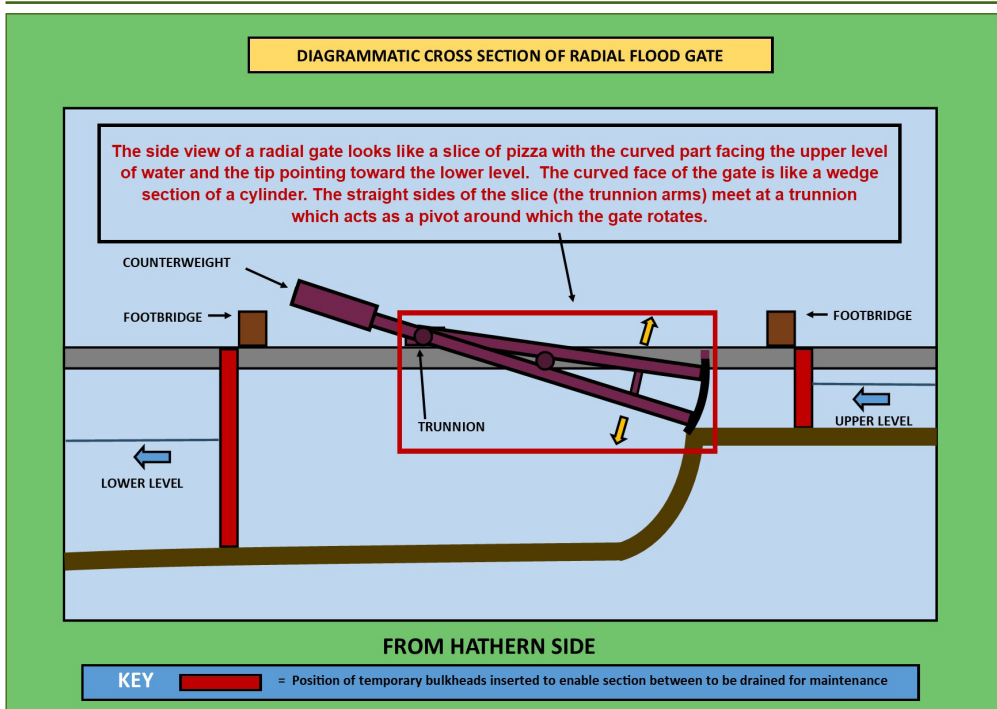 DIAGRAMMATIC CROSS SECTION OF RADIAL FLOOD GATE
The side view of a radial gate looks like a slice of pizza with the curved part facing the upper level
of water and the tip pointing toward the lower level.  The curved face of the gate is like a wedge
section of a cylinder. The straight sides of the slice (the trunnion arms) meet at a trunnion
which acts as a pivot around which the gate rotates.
COUNTERWEIGHT
FOOTBRIDGE
FOOTBRIDGE
TRUNNION
UPPER LEVEL
LOWER LEVEL
FROM HATHERN SIDE
KEY = Position of temporary bulkheads inserted to enable section between to be drained for maintenance